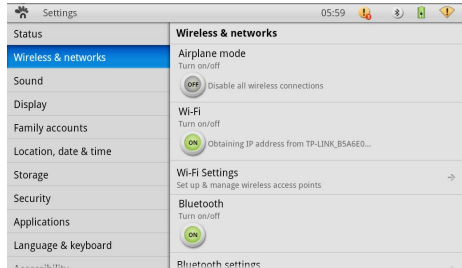 Settings
05:59
Status
Wireless & networks
Sound
Display
Family accounts
Location, date & time
Storage
Security
Applications
Language & keyboard
Accessibility
Wireless & networks
Airplane mode
Turn on/off
OFF
Disable all wireless connections
Wi-Fi
Turn on/off
ON
Obtaining IP address from TP-LINK_B5A6E0...
Wi-Fi Settings
Set up & manage wireless access points
Bluetooth
Turn on/off
ON
Bluetooth settings